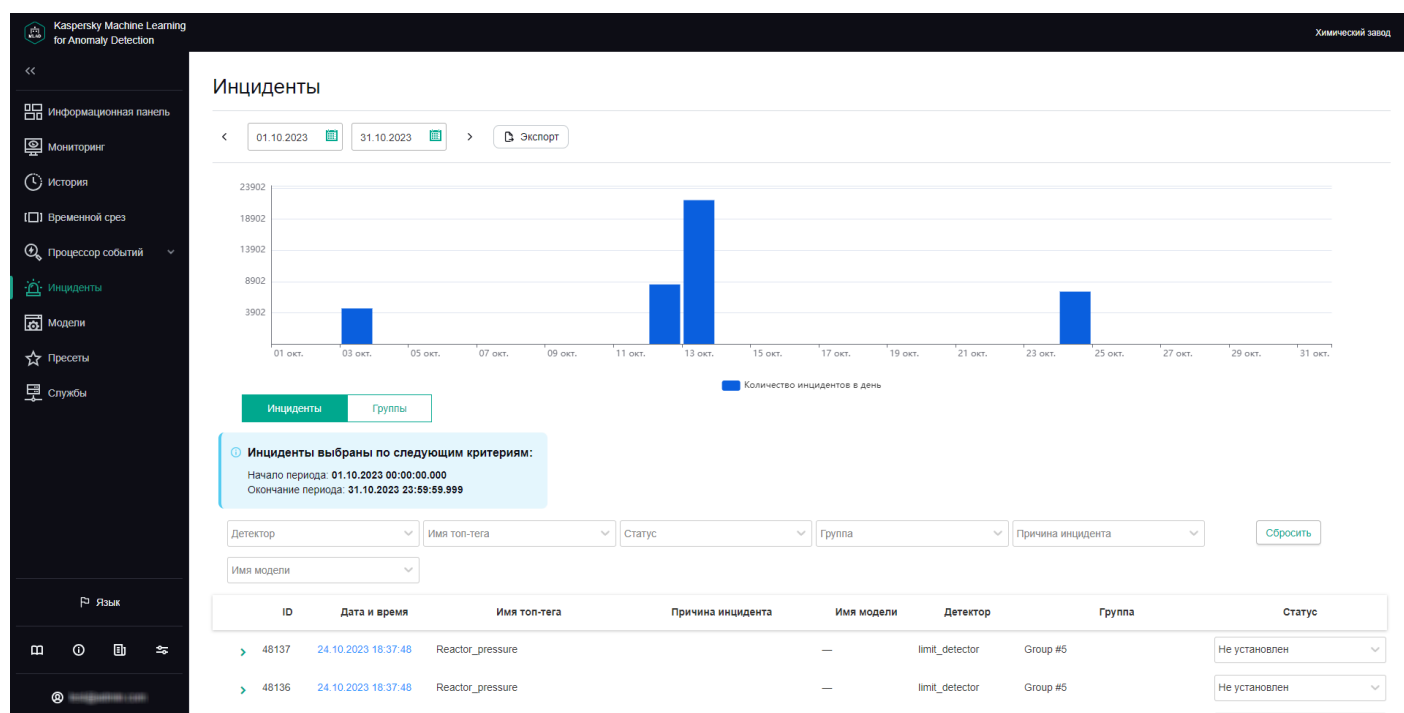 Kaspersky Machine Learning
for Anomaly Detection
Химический завод
Информационная панель
Мониторинг
История
Временной срез
Процессор событий
Инциденты
Модели
Пресеты
Службы
Язык
Инциденты
01.10.2023 31.10.2023 Экспорт
23902
18902
13902
8902
3902
01 окт. 03 окт. 05 окт. 07 окт. 09 окт. 11 окт. 13 окт. 15 окт. 17 окт. 19 окт. 21 окт. 23 окт. 25 окт. 27 окт. 29 окт. 31 окт.
Количество инцидентов в день
Инциденты Группы
Инциденты выбраны по следующим критериям:
Начало периода: 01.10.2023 00:00:00.000
Окончание периода: 31.10.2023 23:59:59.999
Детектор Имя топ-тега Статус Группа Причина инцидента Сбросить
Имя модели
ID Дата и время Имя топ-тега Причина инцидента Имя модели Детектор Группа Статус
48137 24.10.2023 18:37:48 Reactor_pressure — limit_detector Group #5 Не установлен
48136 24.10.2023 18:37:48 Reactor_pressure — limit_detector Group #5 Не установлен